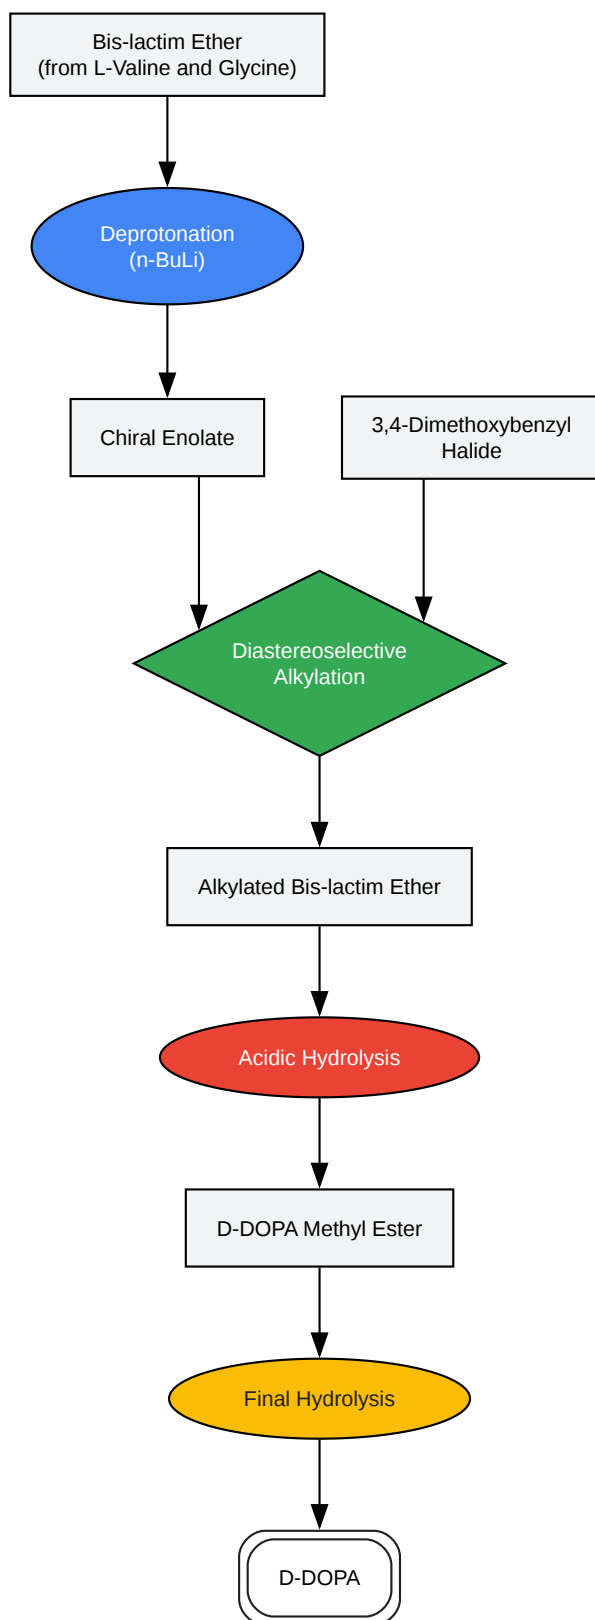 Bis-lactim Ether
(from L-Valine and Glycine)
Deprotonation
(n-BuLi)
Chiral Enolate
3,4-Dimethoxybenzyl
Halide
Diastereoselective
Alkylation
Alkylated Bis-lactim Ether
Acidic Hydrolysis
D-DOPA Methyl Ester
Final Hydrolysis
D-DOPA